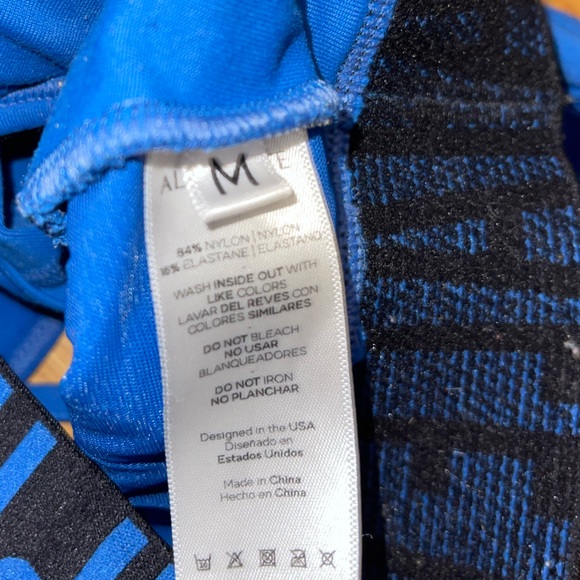 M
84% NYLON | NYLON
16% ELASTANE | ELASTANO
WASH INSIDE OUT WITH
LIKE COLORS
LAVAR DEL REVES CON
COLORES SIMILARES
DO NOT BLEACH
NO USAR
BLANQUEADORES
DO NOT IRON
NO PLANCHAR
Designed in the USA
Diseñado en
Estados Unidos
Made in China
Hecho en China